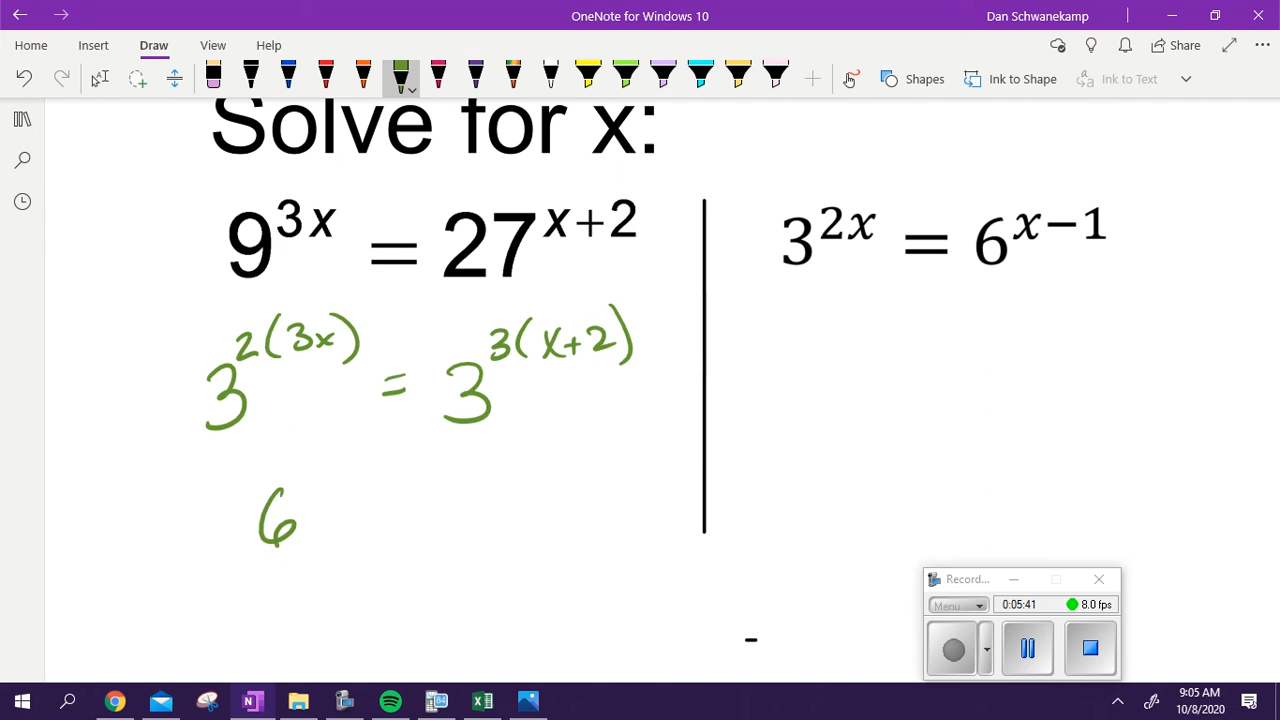 OneNote for Windows 10
Dan Schwanekamp
Home Insert Draw View Help
Share
Shapes Ink to Shape Ink to Text
Solve for x:
9^{3x} = 27^{x+2}
3^{2x} = 6^{x−1}
3^{2(3x)} = 3^{3(x+2)}
6
-
Record...
Menu 0:05:41 8.0 fps
9:05 AM
10/8/2020